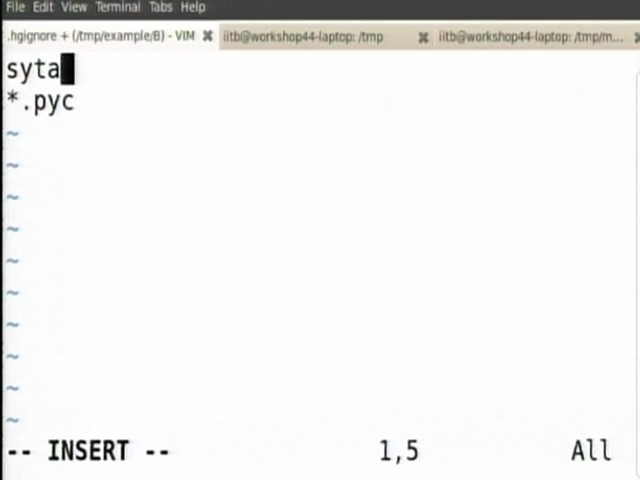 File Edit View Terminal Tabs Help
.hgignore + (/tmp/example/B) - VIM iitb@workshop44-laptop: /tmp iitb@workshop44-laptop: /tmp/m...
syta
*.pyc
~
~
~
~
~
~
~
~
~
~
-- INSERT -- 1,5 All